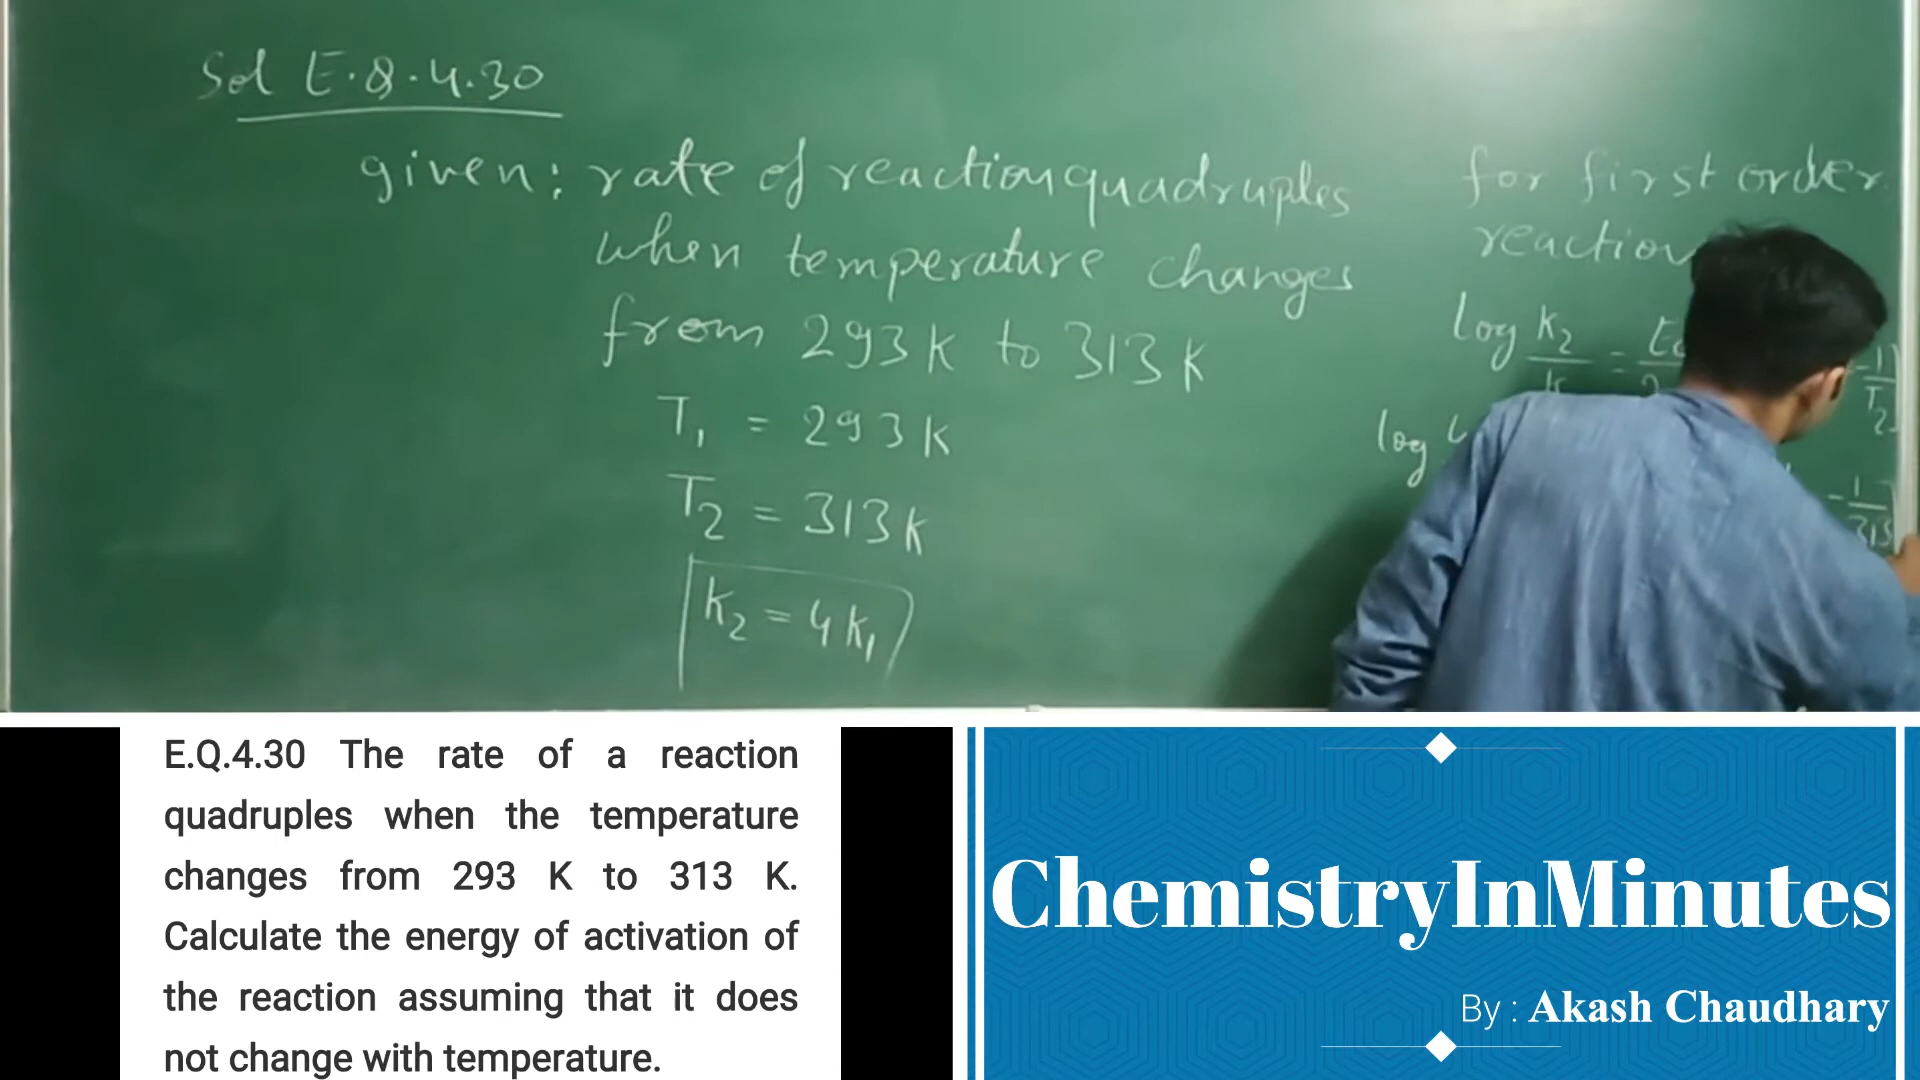 Sol E.Q.4.30
given: rate of reaction quadruples
when temperature changes
from 293 K to 313 K
T₁ = 293 K
T₂ = 313 K
K₂ = 4 K₁
for first order
reaction
log K₂
=
-1
T₂
log
-1
E.Q.4.30 The rate of a reaction
quadruples when the temperature
changes from 293 K to 313 K.
Calculate the energy of activation of
the reaction assuming that it does
not change with temperature.
ChemistryInMinutes
By : Akash Chaudhary